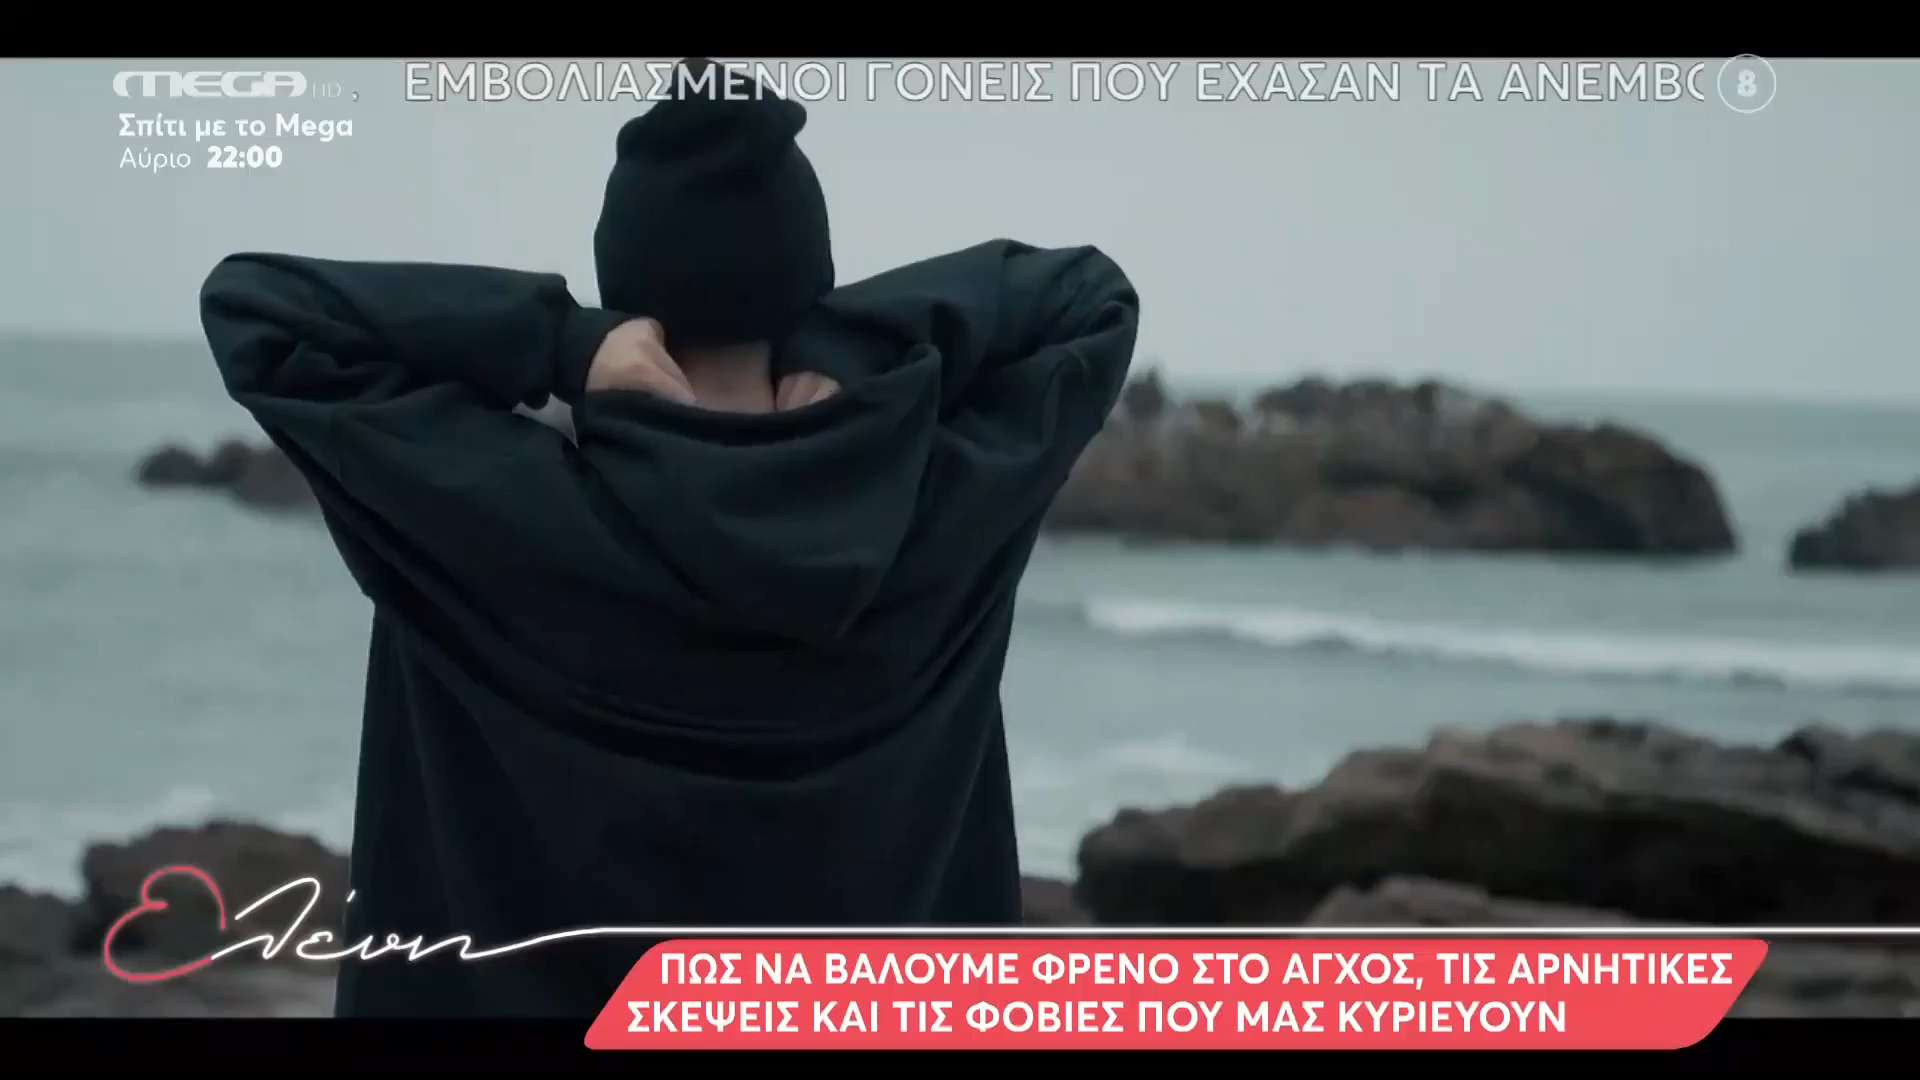 MEGA HD . ΕΜΒΟΛΙΑΣΜΕΝΟΙ ΓΟΝΕΙΣ ΠΟΥ ΕΧΑΣΑΝ ΤΑ ΑΝΕΜΒΟ 8
Σπίτι με το Mega
Αύριο 22:00
Ελένη
ΠΩΣ ΝΑ ΒΑΛΟΥΜΕ ΦΡΕΝΟ ΣΤΟ ΑΓΧΟΣ, ΤΙΣ ΑΡΝΗΤΙΚΕΣ
ΣΚΕΨΕΙΣ ΚΑΙ ΤΙΣ ΦΟΒΙΕΣ ΠΟΥ ΜΑΣ ΚΥΡΙΕΥΟΥΝ